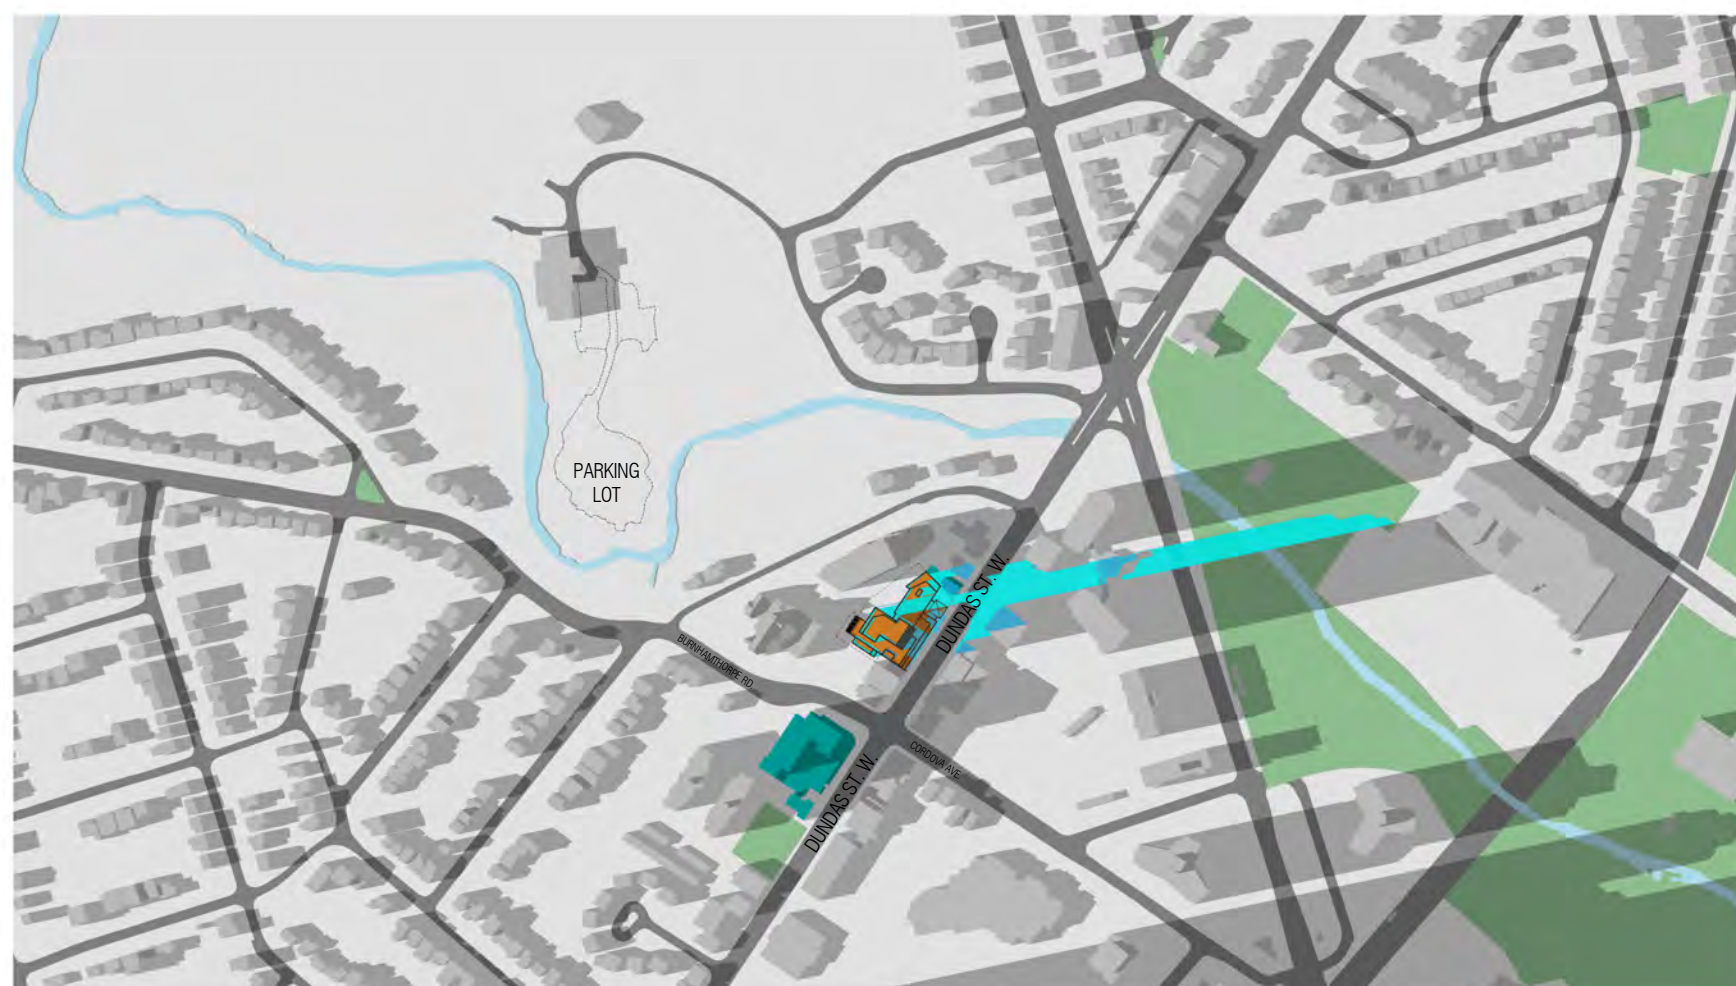 PARKING
LOT
DUNDAS ST. W.
BURNHAMTHORPE RD
CORDOVA AVE
DUNDAS ST. W.